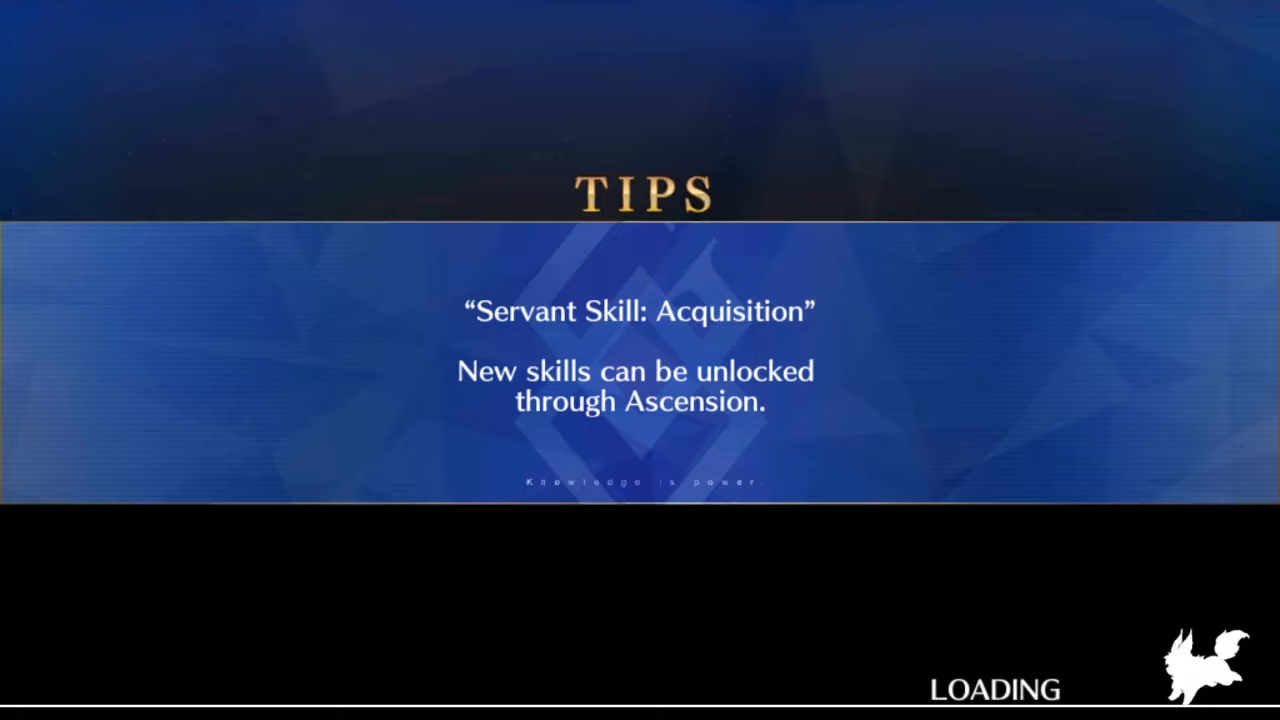 TIPS
“Servant Skill: Acquisition”
New skills can be unlocked
through Ascension.
Knowledge is power.
LOADING